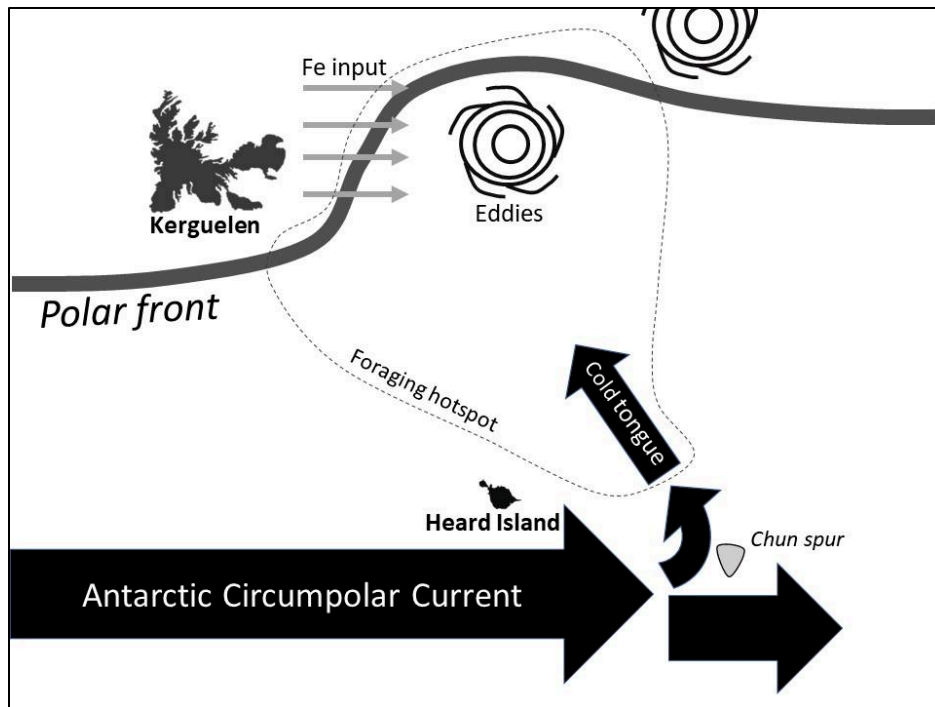 Fe input
Kerguelen
Eddies
Polar front
Foraging hotspot
Cold tongue
Heard Island
Chun spur
Antarctic Circumpolar Current